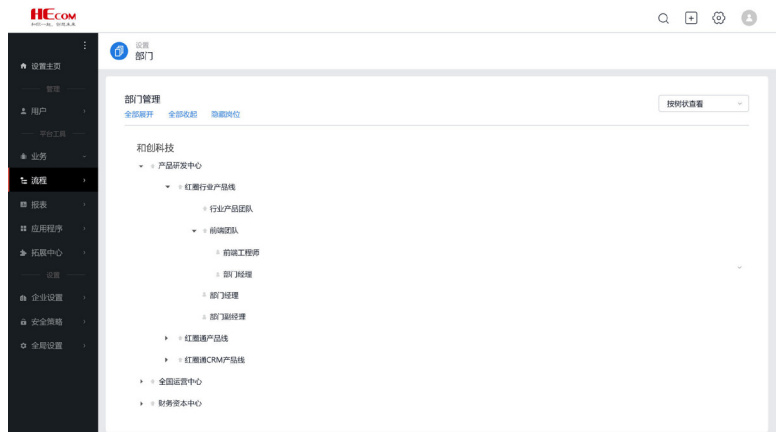 HECOM
设置
部门
设置主页
管理
用户
平台工具
业务
流程
报表
应用程序
拓展中心
设置
企业设置
安全策略
全局设置
部门管理
按树状查看
全部展开 全部收起 隐藏岗位
和创科技
产品研发中心
红圈行业产品线
行业产品团队
前端团队
前端工程师
部门经理
部门经理
部门副经理
红圈通产品线
红圈通CRM产品线
全国运营中心
财务资本中心